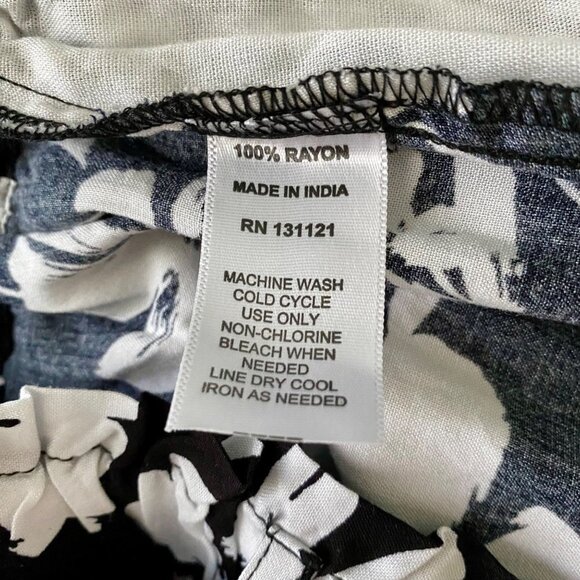 100% RAYON
MADE IN INDIA
RN 131121
MACHINE WASH
COLD CYCLE
USE ONLY
NON-CHLORINE
BLEACH WHEN
NEEDED
LINE DRY COOL
IRON AS NEEDED